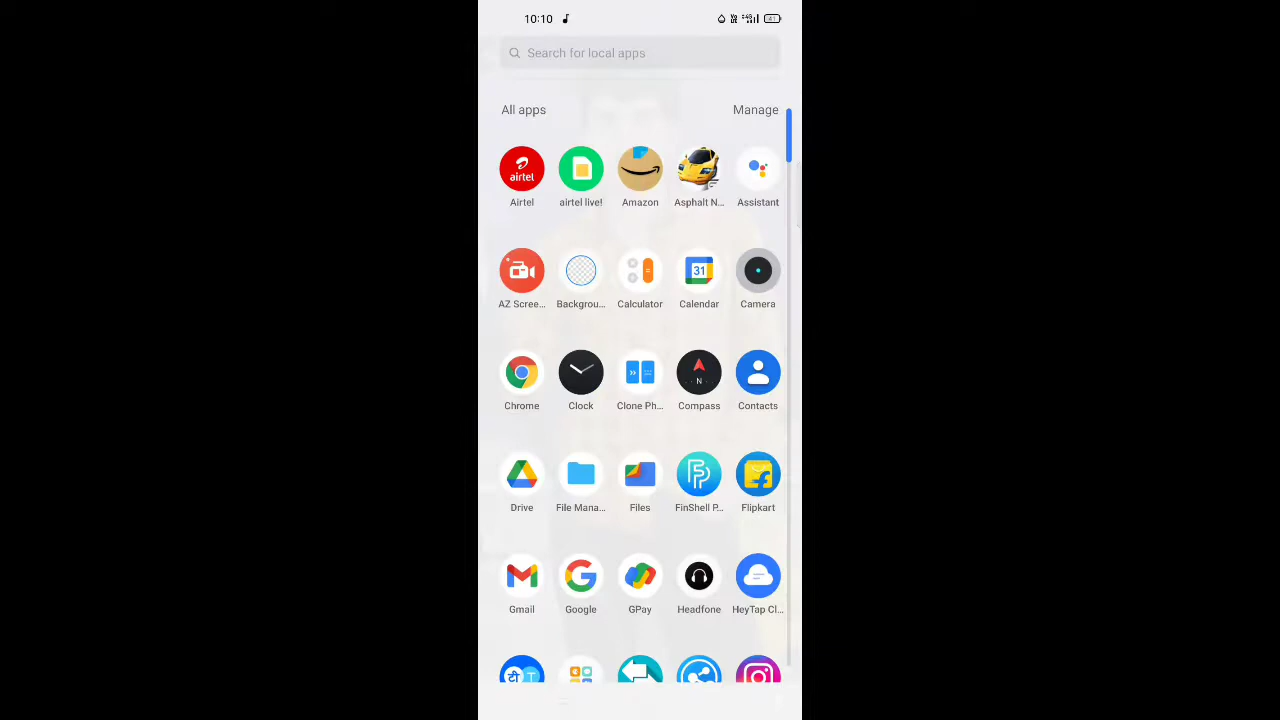 10:10
Search for local apps
All apps Manage
airtel
Airtel airtel live! Amazon Asphalt N... Assistant
31
AZ Scree... Backgrou... Calculator Calendar Camera
N
Chrome Clock Clone Ph... Compass Contacts
Drive File Mana... Files FinShell P... Flipkart
Gmail Google GPay Headfone HeyTap Cl...
टी T